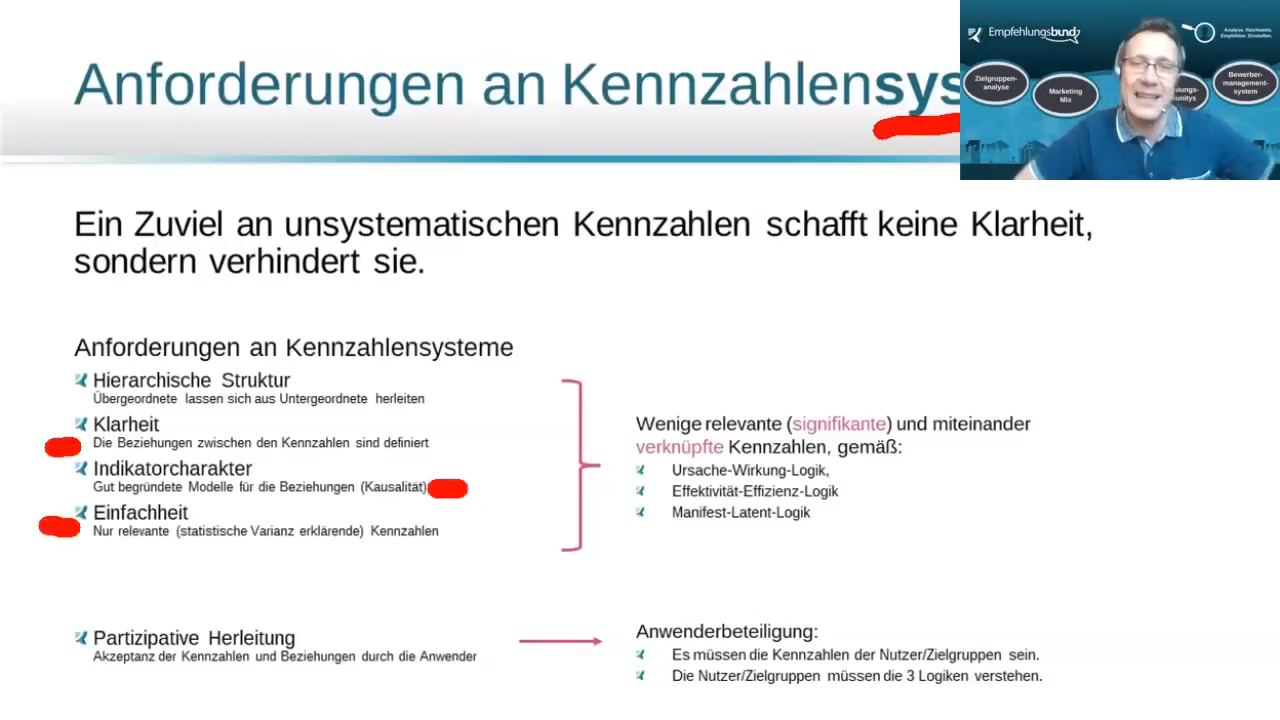 Anforderungen an Kennzahlensys
Empfehlungsbund
Analyse. Reichweite.
Empfehlen. Einstellen.
Zielgruppen-
analyse
Marketing
Mix
Bewerber-
management-
system
Ein Zuviel an unsystematischen Kennzahlen schafft keine Klarheit,
sondern verhindert sie.
Anforderungen an Kennzahlensysteme
Hierarchische Struktur
Übergeordnete lassen sich aus Untergeordnete herleiten
Klarheit
Die Beziehungen zwischen den Kennzahlen sind definiert
Indikatorcharakter
Gut begründete Modelle für die Beziehungen (Kausalität)
Einfachheit
Nur relevante (statistische Varianz erklärende) Kennzahlen
Wenige relevante (signifikante) und miteinander
verknüpfte Kennzahlen, gemäß:
Ursache-Wirkung-Logik,
Effektivität-Effizienz-Logik
Manifest-Latent-Logik
Partizipative Herleitung
Akzeptanz der Kennzahlen und Beziehungen durch die Anwender
Anwenderbeteiligung:
Es müssen die Kennzahlen der Nutzer/Zielgruppen sein.
Die Nutzer/Zielgruppen müssen die 3 Logiken verstehen.